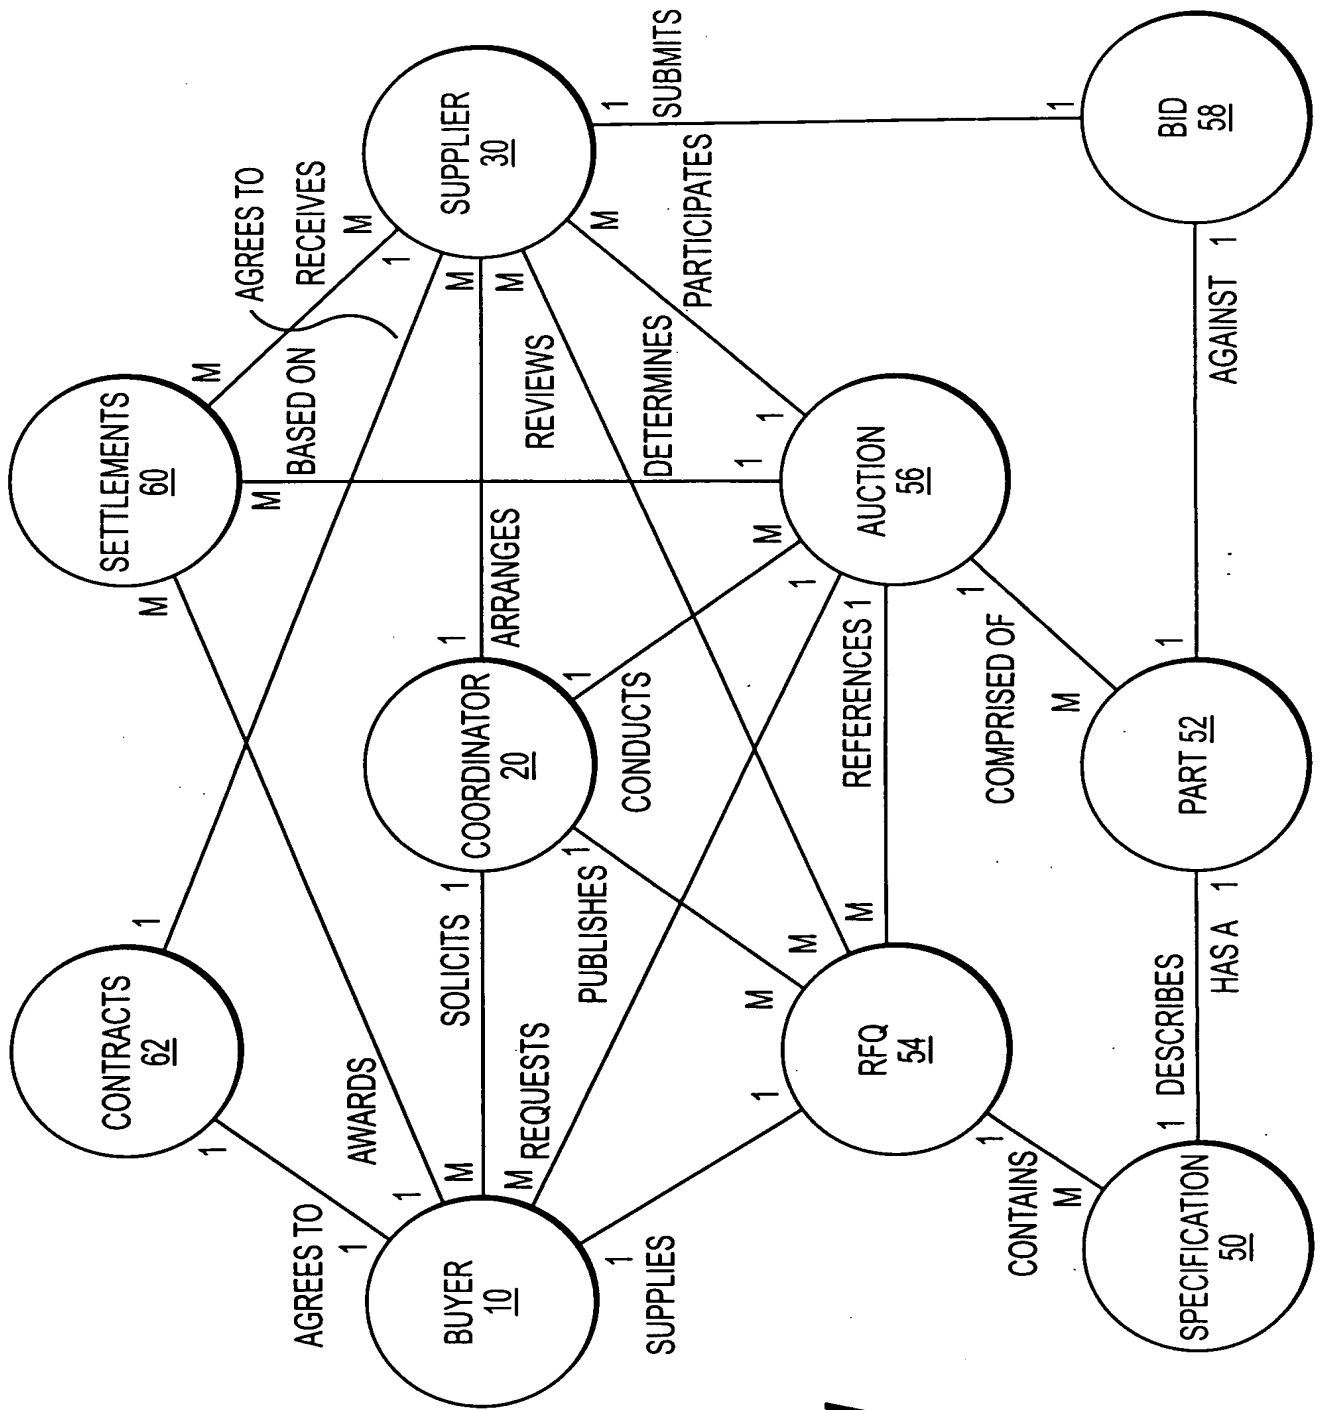 CONTRACTS
62
SETTLEMENTS
60
AGREES TO
1
1
AWARDS
1
M
1
BASED ON
M
M
RECEIVES
M
AGREES TO
1
BUYER
10
M
SOLICITS
1
COORDINATOR
20
1
ARRANGES
M
SUPPLIER
30
M
REQUESTS
M
1
SUPPLIES
1
1
PUBLISHES
1
M
CONDUCTS
1
M
REVIEWS
M
M
DETERMINES
1
PARTICIPATES
M
1
1
SUBMITS
1
RFQ
54
M
REFERENCES 1
AUCTION
56
CONTAINS
1
M
COMPRISED OF
1
M
SPECIFICATION
50
1 DESCRIBES
HAS A 1
PART 52
1
AGAINST 1
BID
58